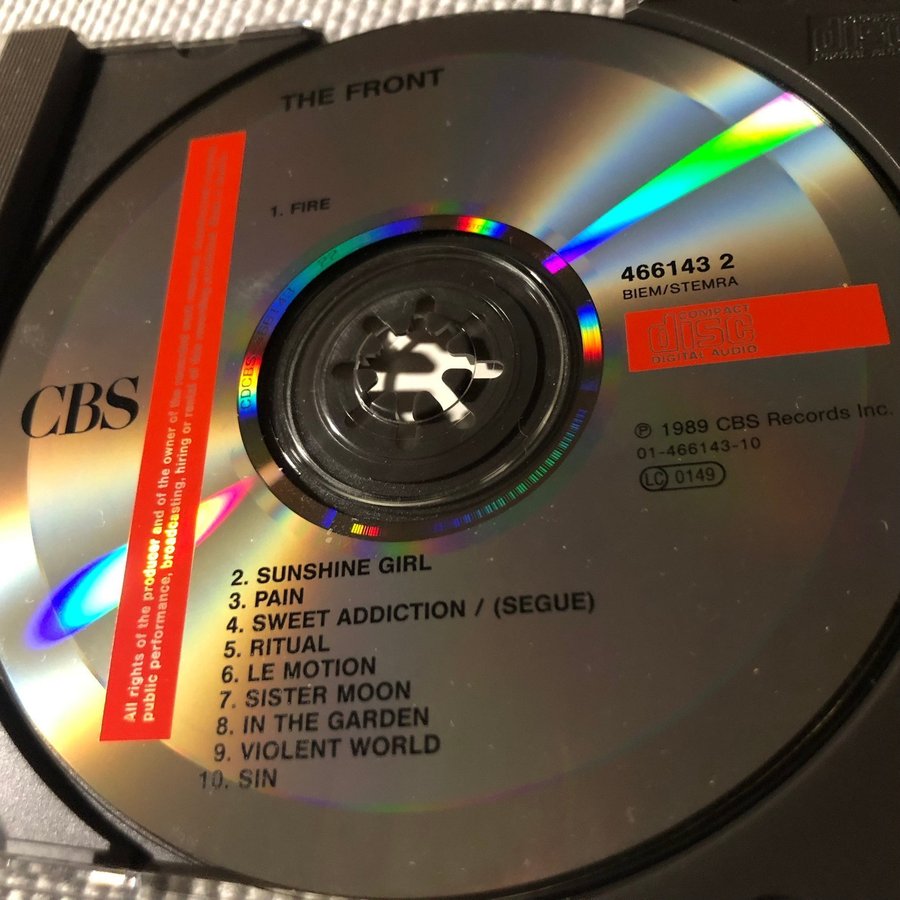 THE FRONT
1. FIRE
466143 2
BIEM/STEMRA
COMPACT
disc
DIGITAL AUDIO
CBS
℗ 1989 CBS Records Inc.
01-466143-10
LC 0149
2. SUNSHINE GIRL
3. PAIN
4. SWEET ADDICTION / (SEGUE)
5. RITUAL
6. LE MOTION
7. SISTER MOON
8. IN THE GARDEN
9. VIOLENT WORLD
10. SIN
All rights of the producer and of the owner of the
public performance, broadcasting, hiring or rental of the